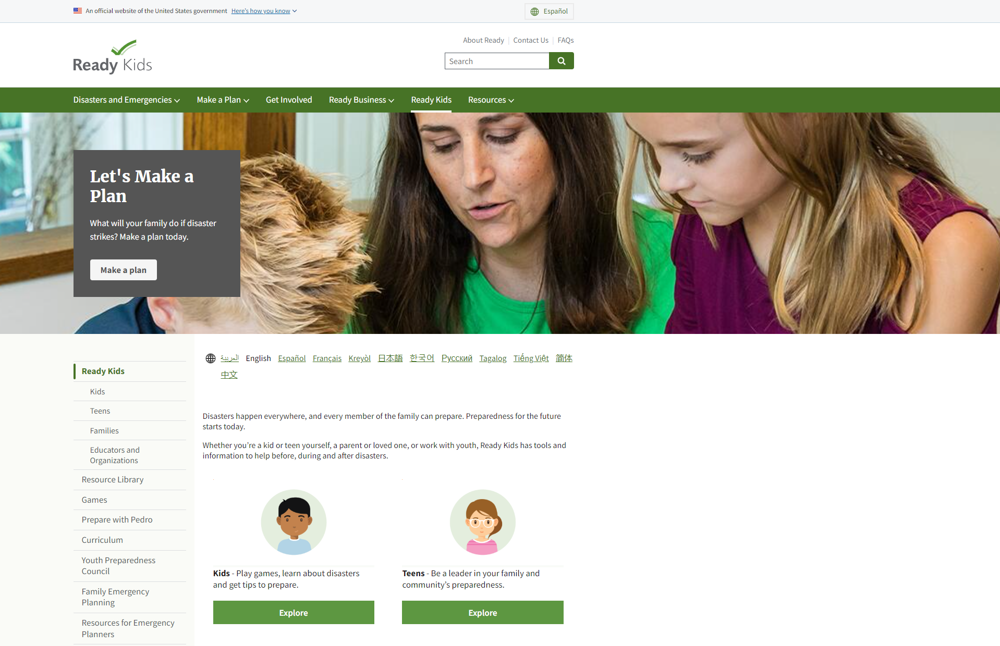 An official website of the United States government Here's how you know
Español
Ready Kids
About Ready Contact Us FAQs
Search
Disasters and Emergencies Make a Plan Get Involved Ready Business Ready Kids Resources
Let's Make a
Plan
What will your family do if disaster
strikes? Make a plan today.
Make a plan
Ready Kids
Kids
Teens
Families
Educators and
Organizations
Resource Library
Games
Prepare with Pedro
Curriculum
Youth Preparedness
Council
Family Emergency
Planning
Resources for Emergency
Planners
العربية English Español Français Kreyòl 日本語 한국어 Русский Tagalog Tiếng Việt 简体
中文
Disasters happen everywhere, and every member of the family can prepare. Preparedness for the future
starts today.
Whether you’re a kid or teen yourself, a parent or loved one, or work with youth, Ready Kids has tools and
information to help before, during and after disasters.
Kids - Play games, learn about disasters
and get tips to prepare.
Explore
Teens - Be a leader in your family and
community’s preparedness.
Explore